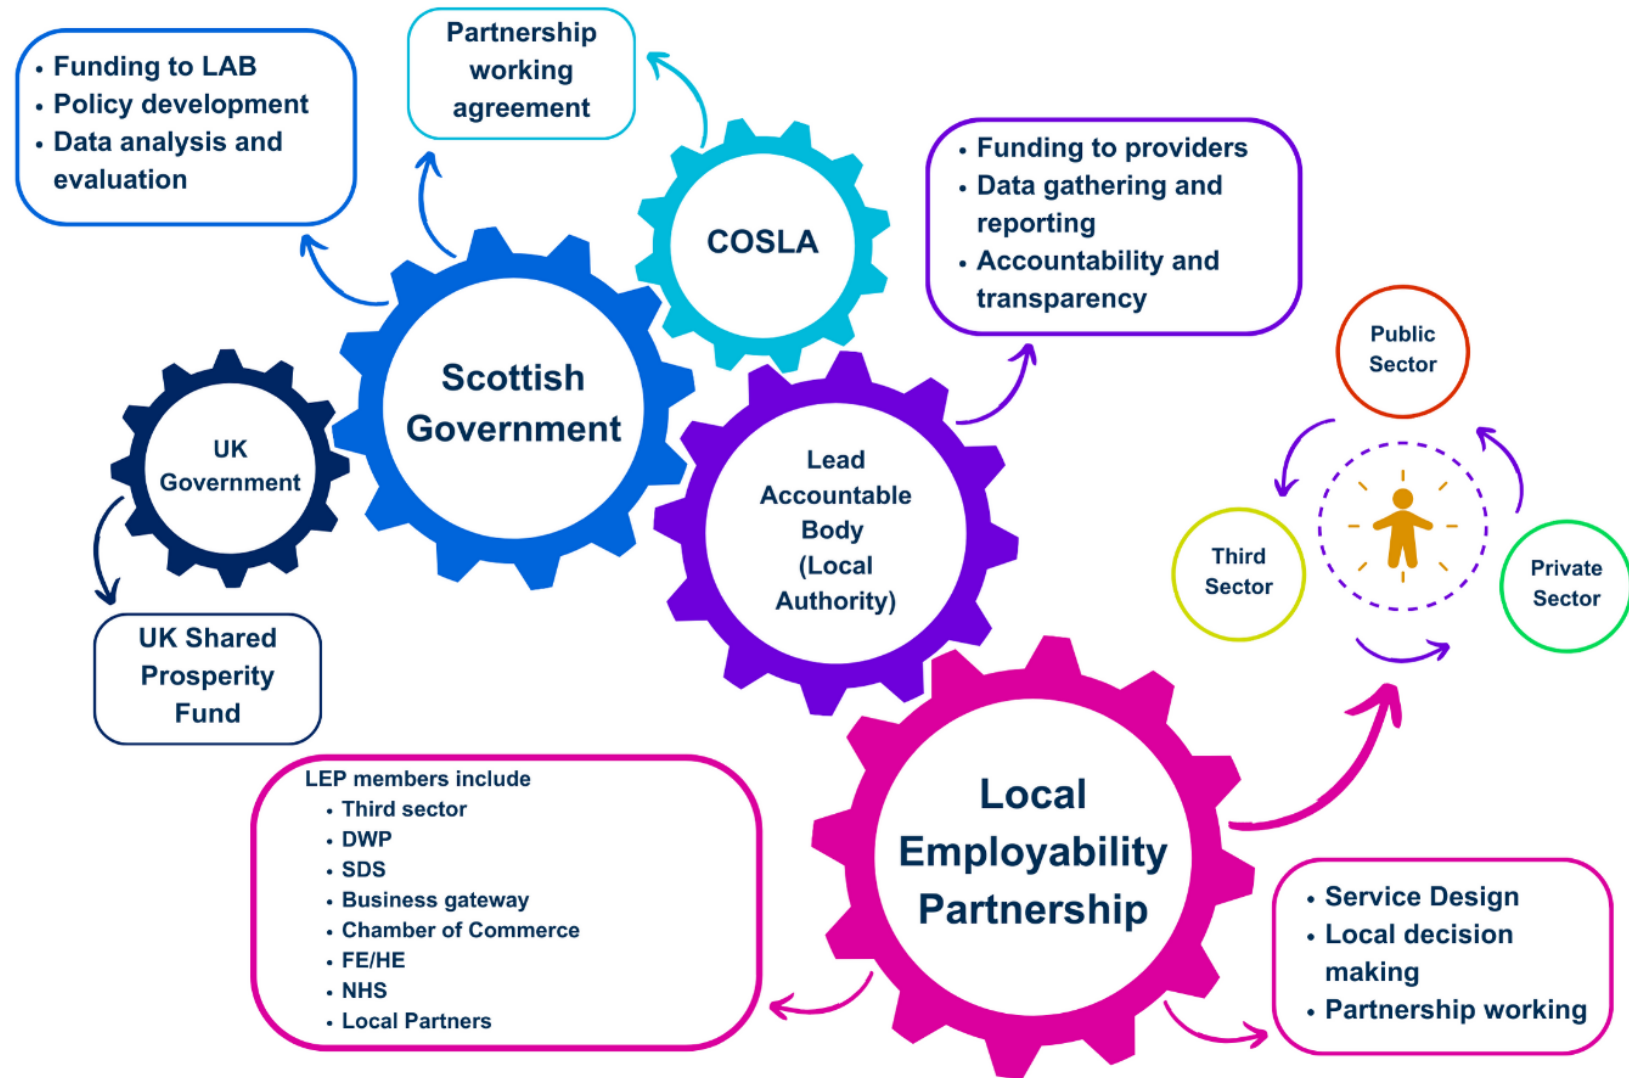 • Funding to LAB
• Policy development
• Data analysis and
evaluation
Partnership
working
agreement
COSLA
• Funding to providers
• Data gathering and
reporting
• Accountability and
transparency
Scottish
Government
UK
Government
UK Shared
Prosperity
Fund
Lead
Accountable
Body
(Local
Authority)
Public
Sector
Third
Sector
Private
Sector
LEP members include
• Third sector
• DWP
• SDS
• Business gateway
• Chamber of Commerce
• FE/HE
• NHS
• Local Partners
Local
Employability
Partnership
• Service Design
• Local decision
making
• Partnership working